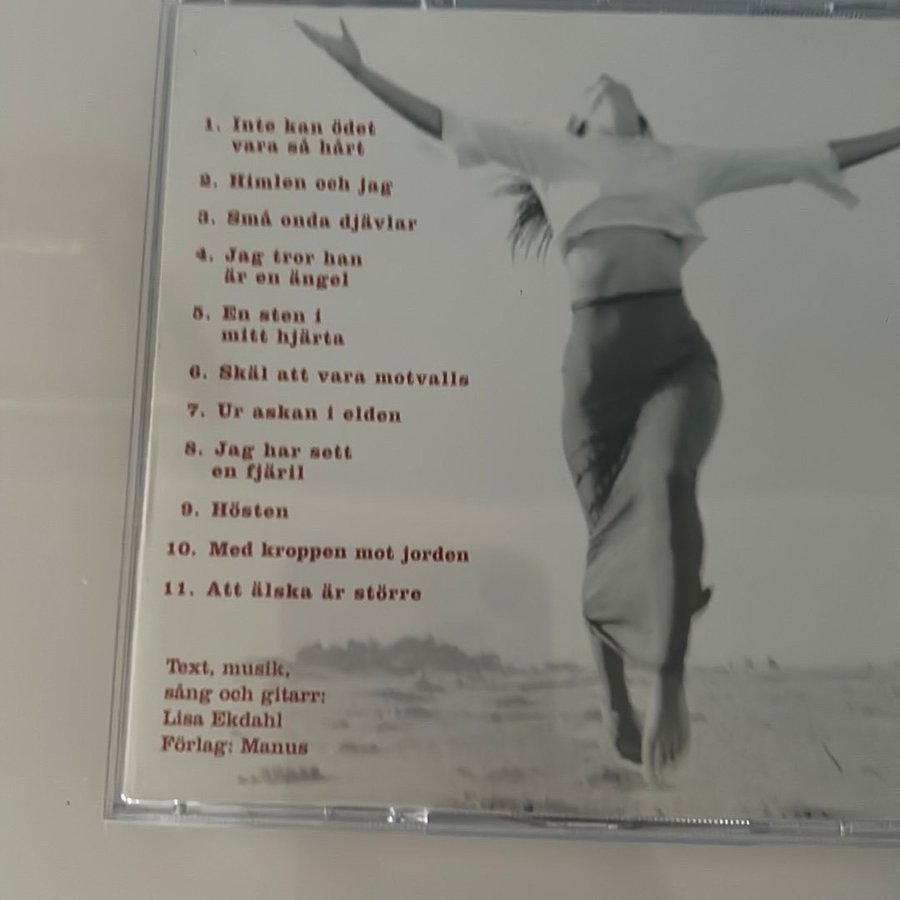 1. Inte kan ödet
vara så hårt
2. Himlen och jag
3. Små onda djävlar
4. Jag tror han
är en ängel
5. En sten i
mitt hjärta
6. Skäl att vara motvalls
7. Ur askan i elden
8. Jag har sett
en fjäril
9. Hösten
10. Med kroppen mot jorden
11. Att älska är större
Text, musik,
sång och gitarr:
Lisa Ekdahl
Förlag: Manus